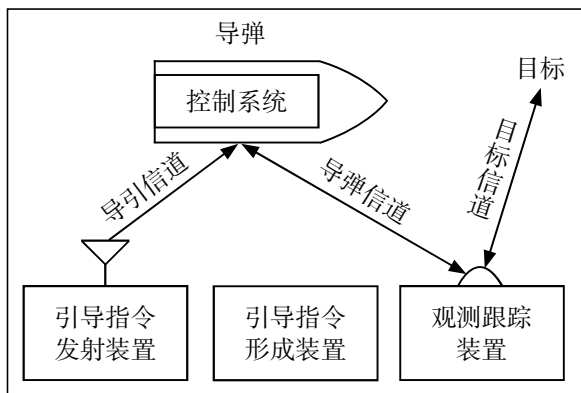 导弹
控制系统
目标
导引信道
导弹信道
目标信道
引导指令
发射装置
引导指令
形成装置
观测跟踪
装置